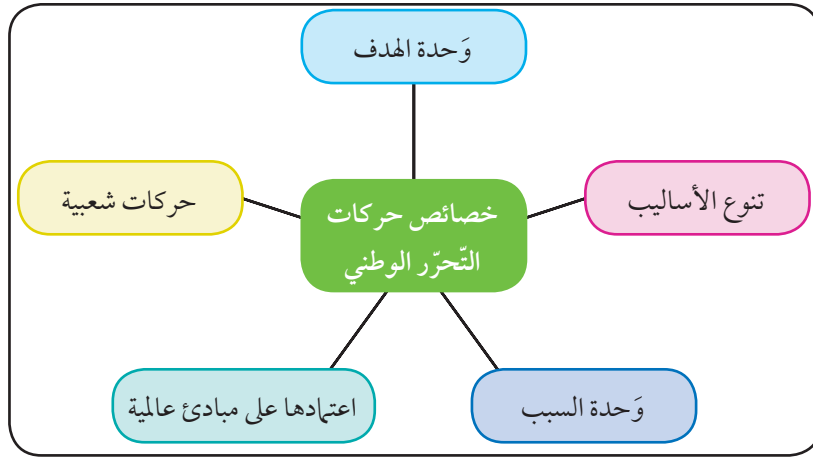 وَحدة الهدف
تنوع الأساليب
حركات شعبية
خصائص حركات
التّحرّر الوطني
وَحدة السبب
اعتمادها على مبادئ عالمية